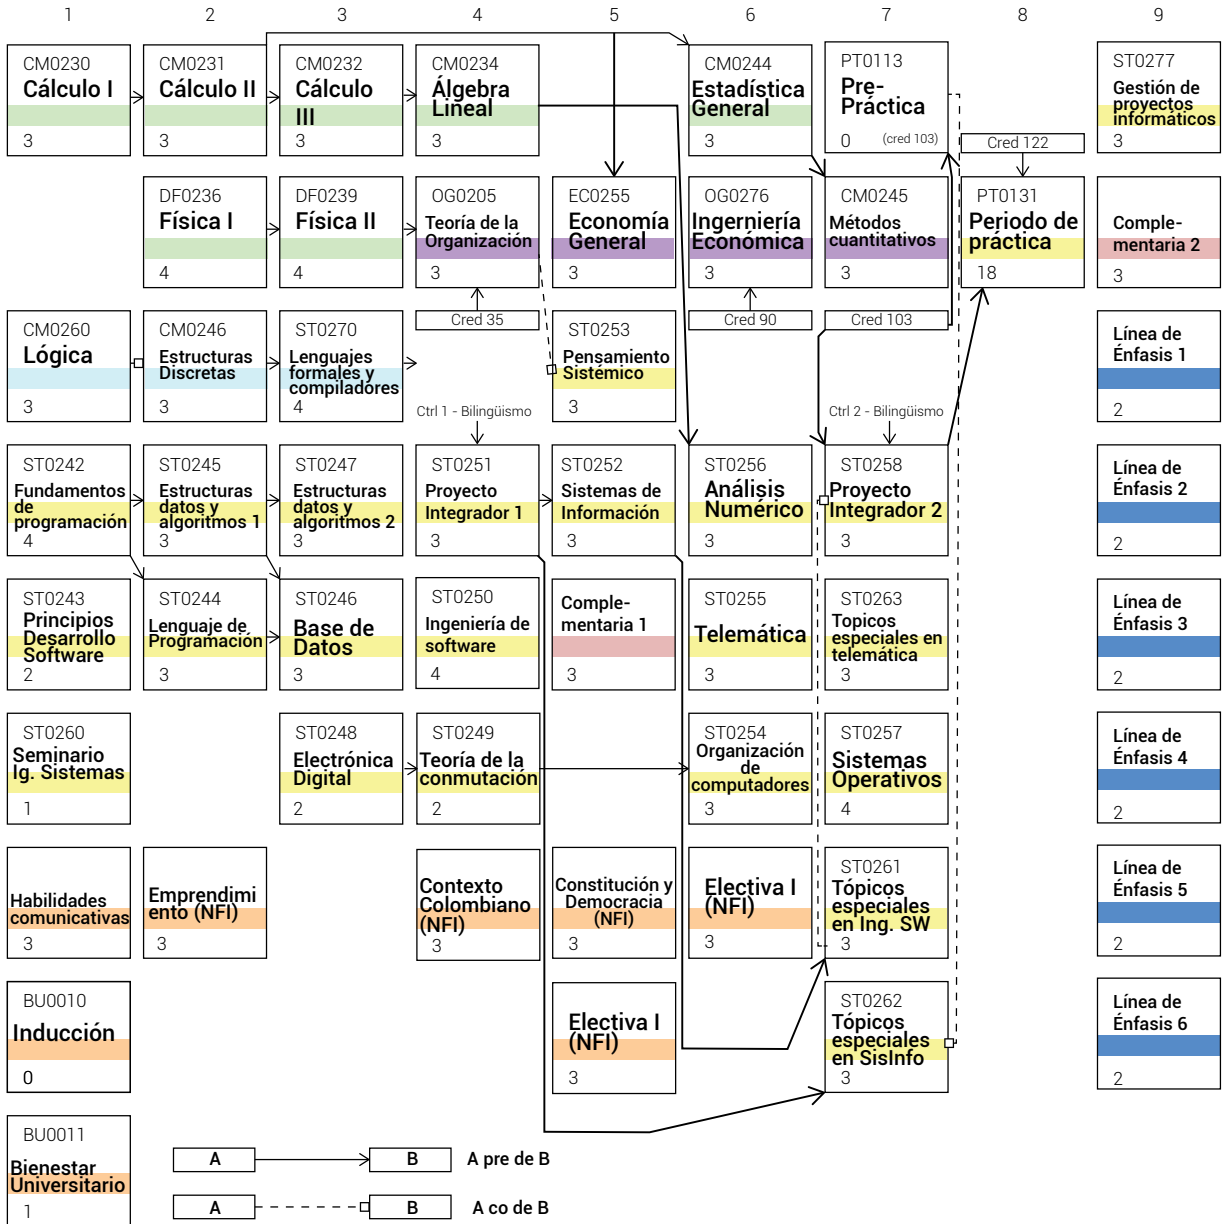 1 2 3 4 5 6 7 8 9
CM0230
Cálculo I
3
CM0231
Cálculo II
3
CM0232
Cálculo
III
3
CM0234
Álgebra
Lineal
3
CM0244
Estadística
General
3
PT0113
Pre-
Práctica
0 (cred 103)
ST0277
Gestión de
proyectos
informáticos
3
Cred 122
DF0236
Física I
4
DF0239
Física II
4
OG0205
Teoría de la
Organización
3
EC0255
Economía
General
3
OG0276
Ingerniería
Económica
3
CM0245
Métodos
cuantitativos
3
PT0131
Periodo de
práctica
18
Comple-
mentaria 2
3
Cred 35
Cred 90
Cred 103
CM0260
Lógica
3
CM0246
Estructuras
Discretas
3
ST0270
Lenguajes
formales y
compiladores
4
ST0253
Pensamiento
Sistémico
3
Línea de
Énfasis 1
2
Ctrl 1 - Bilingüismo
Ctrl 2 - Bilingüismo
ST0242
Fundamentos
de
programación
4
ST0245
Estructuras
datos y
algoritmos 1
3
ST0247
Estructuras
datos y
algoritmos 2
3
ST0251
Proyecto
Integrador 1
3
ST0252
Sistemas de
Información
3
ST0256
Análisis
Numérico
3
ST0258
Proyecto
Integrador 2
3
Línea de
Énfasis 2
2
ST0243
Principios
Desarrollo
Software
2
ST0244
Lenguaje de
Programación
3
ST0246
Base de
Datos
3
ST0250
Ingeniería de
software
4
Comple-
mentaria 1
3
ST0255
Telemática
3
ST0263
Topicos
especiales en
telemática
3
Línea de
Énfasis 3
2
ST0260
Seminario
Ig. Sistemas
1
ST0248
Electrónica
Digital
2
ST0249
Teoría de la
conmutación
2
ST0254
Organización
de
computadores
3
ST0257
Sistemas
Operativos
4
Línea de
Énfasis 4
2
Habilidades
comunicativas
3
Emprendimi
ento (NFI)
3
Contexto
Colombiano
(NFI)
3
Constitución y
Democracia
(NFI)
3
Electiva I
(NFI)
3
ST0261
Tópicos
especiales
en Ing. SW
3
Línea de
Énfasis 5
2
BU0010
Inducción
0
Electiva I
(NFI)
3
ST0262
Tópicos
especiales
en SisInfo
3
Línea de
Énfasis 6
2
BU0011
Bienestar
Universitario
1
A B A pre de B
A B A co de B